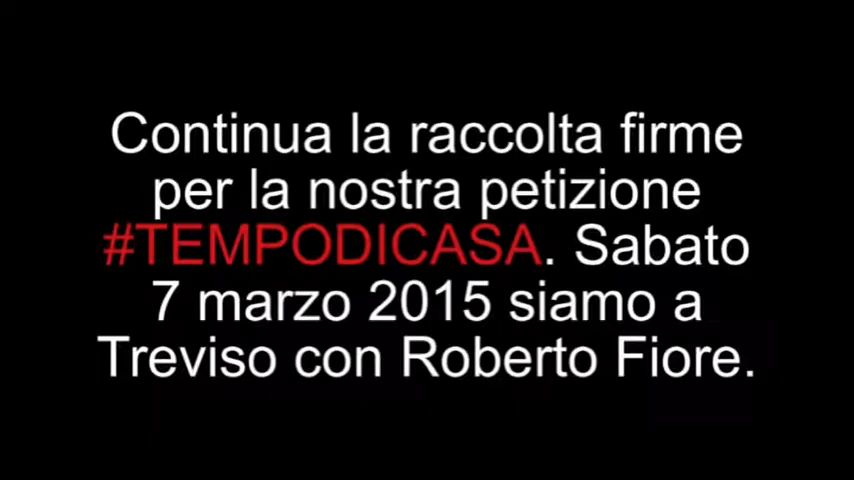 Continua la raccolta firme
per la nostra petizione
#TEMPODICASA. Sabato
7 marzo 2015 siamo a
Treviso con Roberto Fiore.